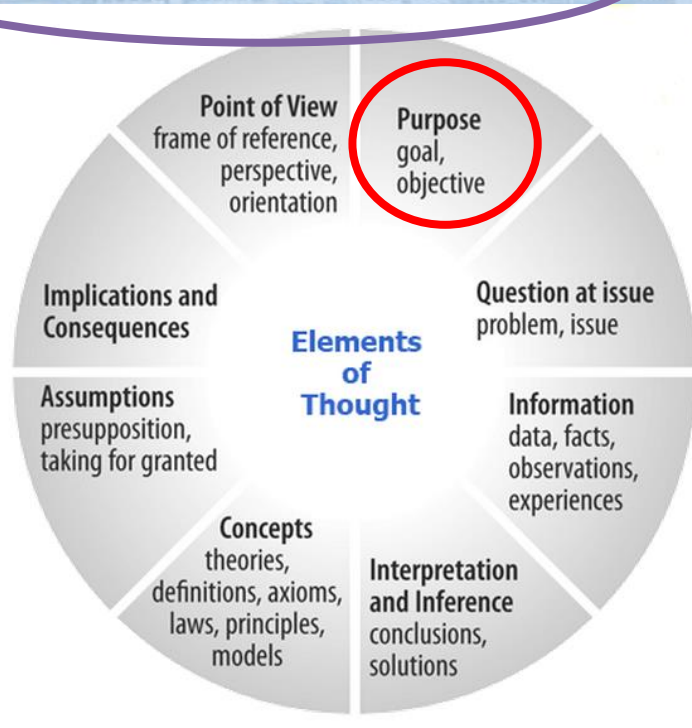 Point of View
frame of reference,
perspective,
orientation
Purpose
goal,
objective
Question at issue
problem, issue
Information
data, facts,
observations,
experiences
Interpretation
and Inference
conclusions,
solutions
Concepts
theories,
definitions, axioms,
laws, principles,
models
Assumptions
presupposition,
taking for granted
Implications and
Consequences
Elements
of
Thought